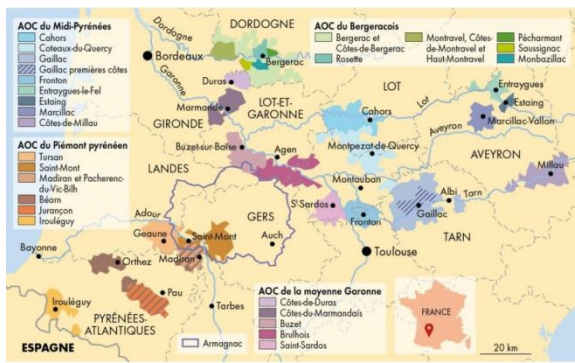 AOC du Midi-Pyrénées
Cahors
Coteaux-du-Quercy
Gaillac
Gaillac premières côtes
Fronton
Entraygues-le-Fel
Estaing
Marcillac
Côtes-de-Millau
AOC du Piémont pyrénéen
Tursan
Saint-Mont
Madiran et Pacherenc-
du-Vic-Bilh
Béarn
Jurançon
Irouléguy
AOC du Bergeracois
Bergerac et
Côtes-de-Bergerac
Rosette
Montravel, Côtes-
de-Montravel et
Haut-Montravel
Pécharmant
Saussignac
Monbazillac
AOC de la moyenne Garonne
Côtes-de-Duras
Côtes-du-Marmandais
Buzet
Brulhois
Saint-Sardos
Armagnac
FRANCE
20 km
DORDOGNE
Dordogne
Bordeaux
Bergerac
Garonne
Duras
LOT-ET-
GARONNE
LOT
Lot
Entraygues
Estaing
Marmande
Cahors
Marcillac-Vallon
GIRONDE
Aveyron
Buzet-sur-Baïse
Agen
Montpezat-de-Quercy
AVEYRON
Millau
LANDES
Montauban
Albi
Tarn
St-Sardos
Gaillac
Fronton
TARN
GERS
Adour
Geaune
Saint-Mont
Auch
Toulouse
Bayonne
Orthez
Madiran
Pau
Tarbes
Irouléguy
PYRÉNÉES-
ATLANTIQUES
ESPAGNE